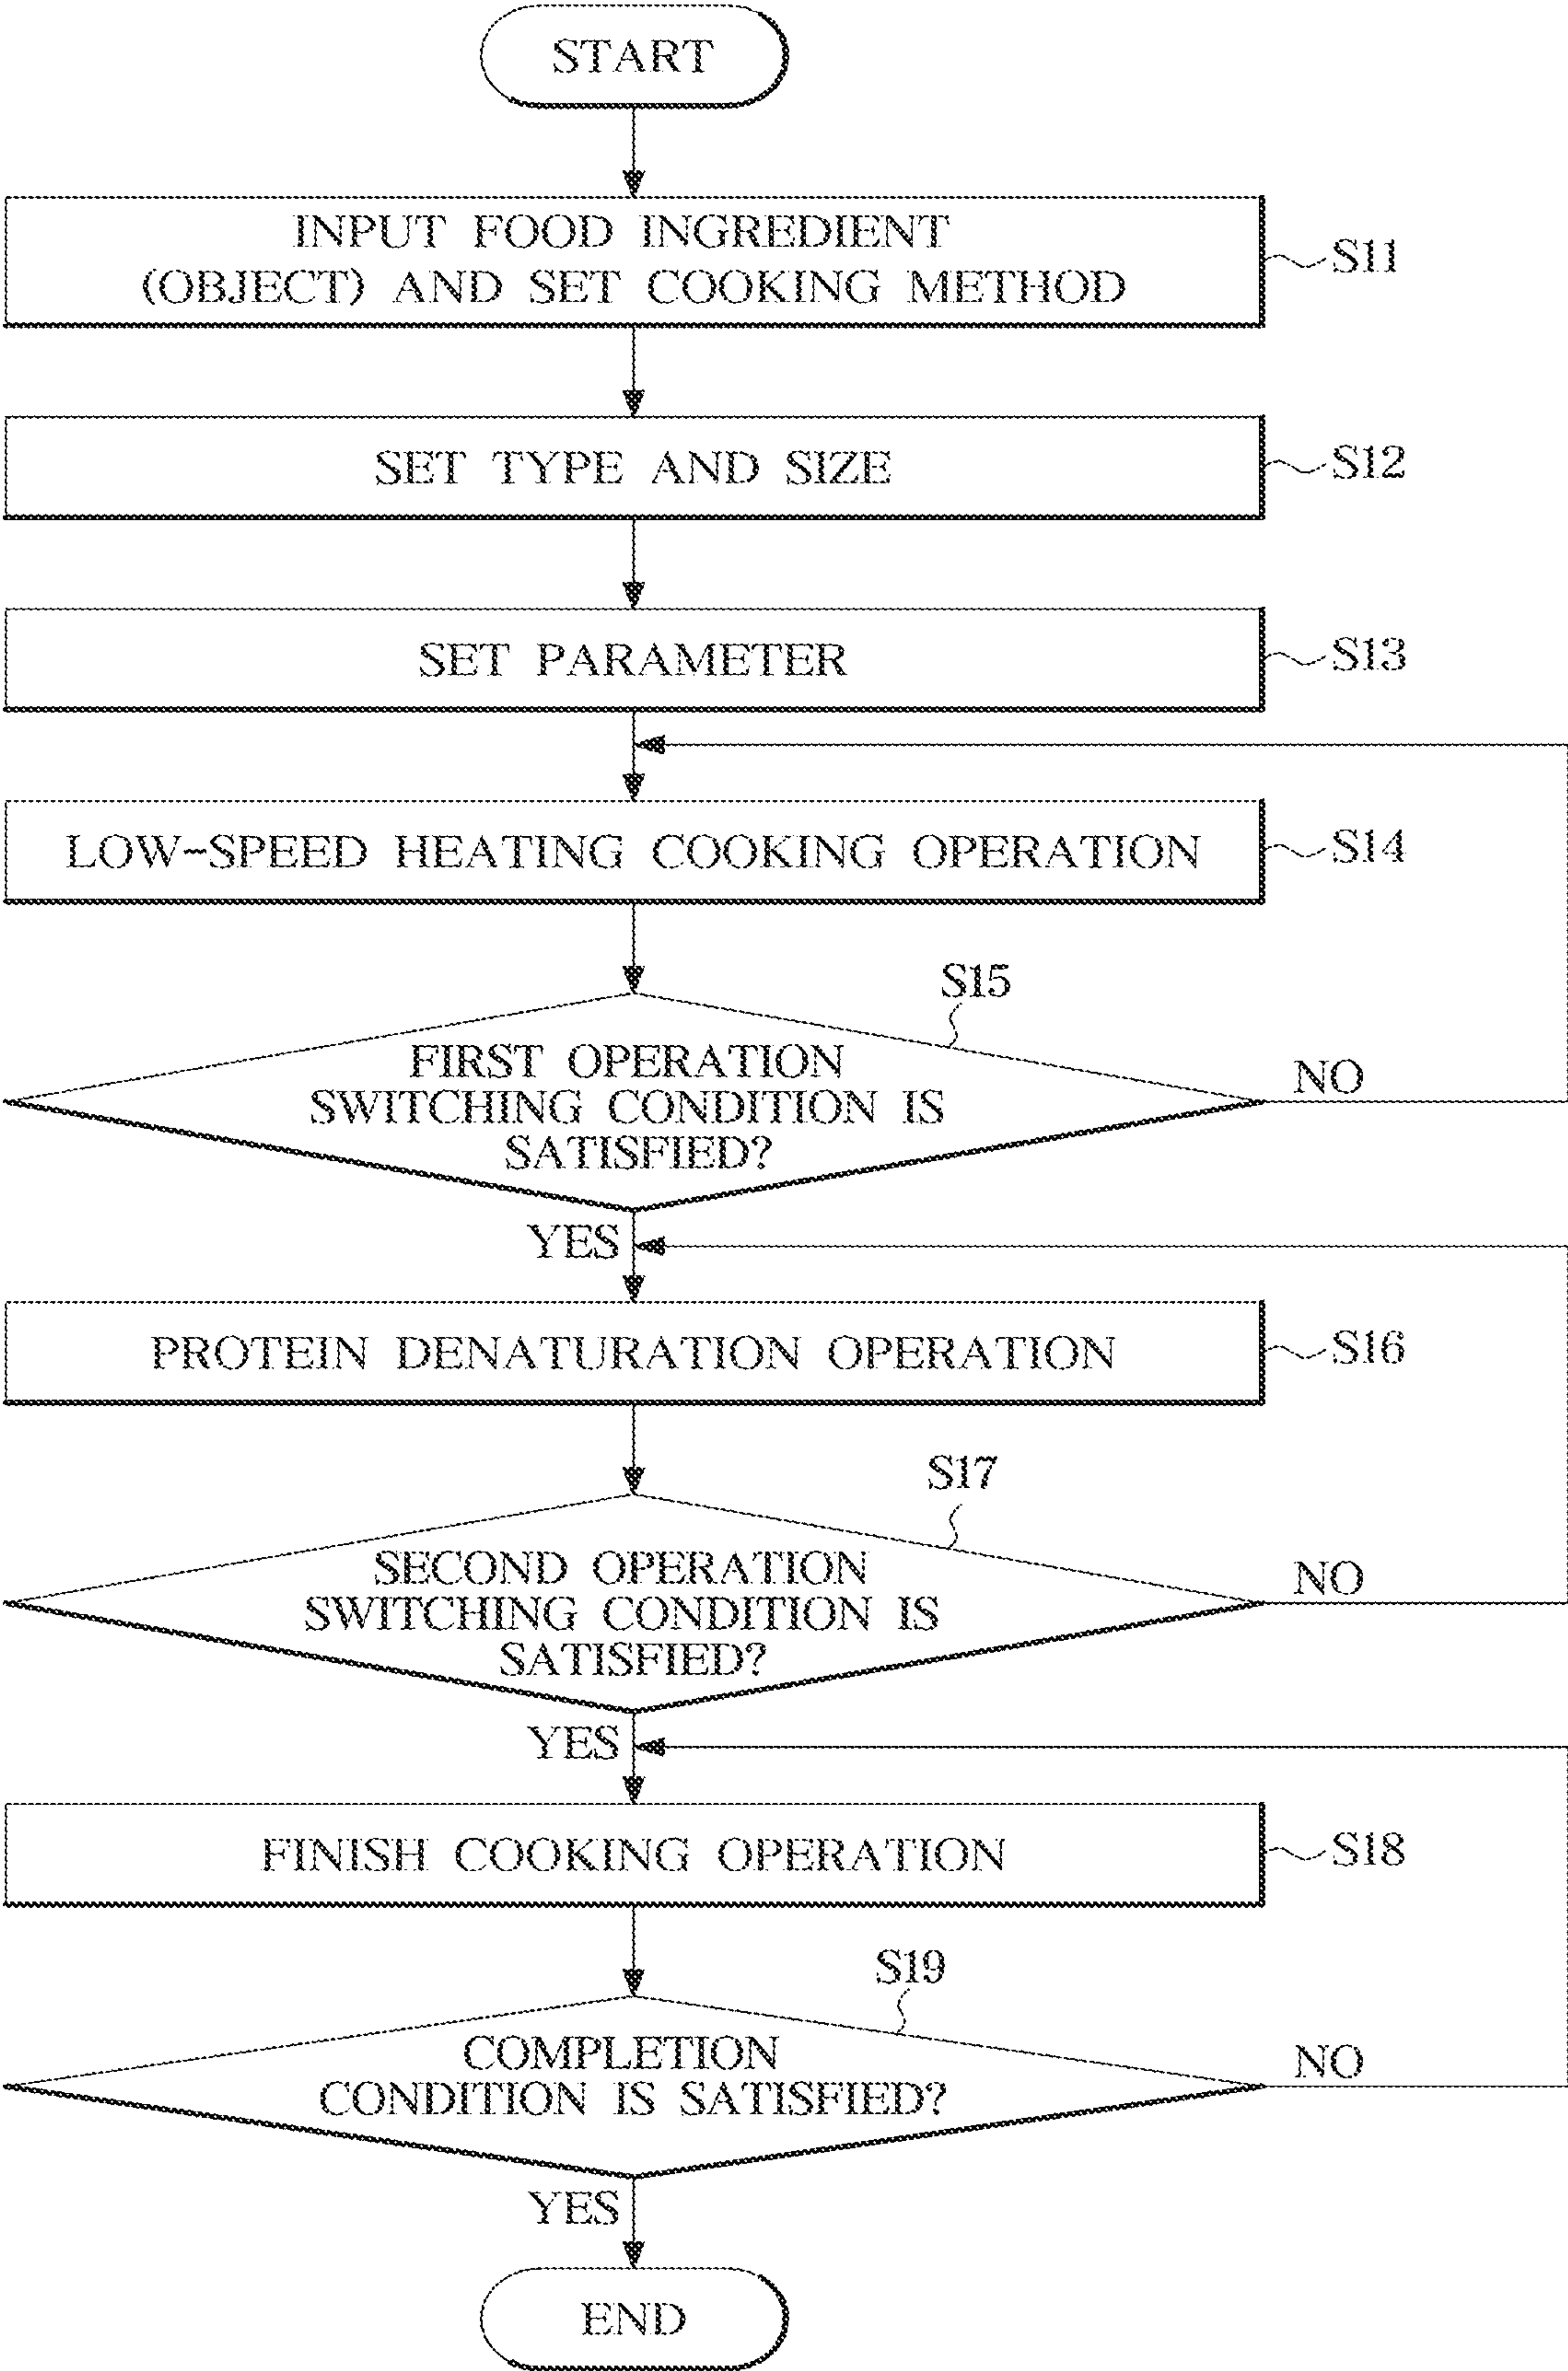 START
INPUT FOOD INGREDIENT
(OBJECT) AND SET COOKING METHOD
S11
SET TYPE AND SIZE
S12
SET PARAMETER
S13
LOW-SPEED HEATING COOKING OPERATION
S14
S15
FIRST OPERATION
SWITCHING CONDITION IS
SATISFIED?
NO
YES
PROTEIN DENATURATION OPERATION
S16
S17
SECOND OPERATION
SWITCHING CONDITION IS
SATISFIED?
NO
YES
FINISH COOKING OPERATION
S18
S19
COMPLETION
CONDITION IS SATISFIED?
NO
YES
END